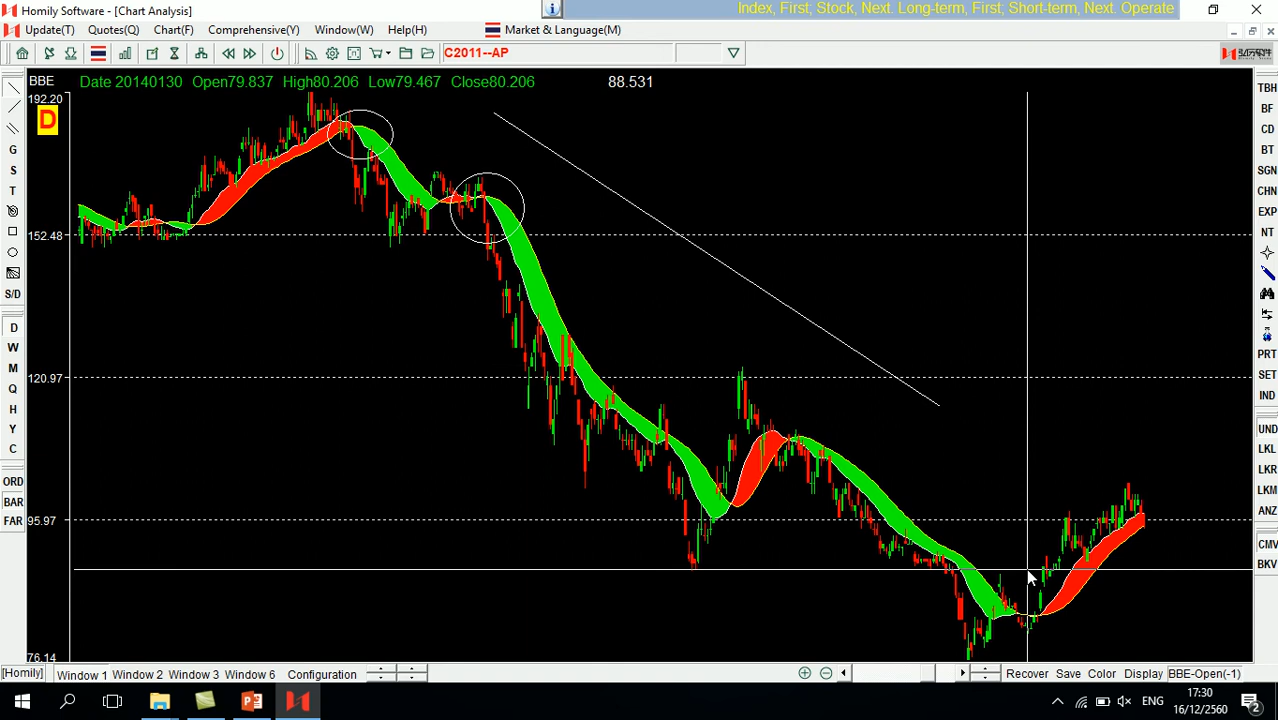 Homily Software - [Chart Analysis]
Index, First; Stock, Next. Long-term, First; Short-term, Next. Operate
Update(T) Quotes(Q) Chart(F) Comprehensive(Y) Window(W) Help(H) Market & Language(M)
C2011--AP
BBE Date 20140130 Open79.837 High80.206 Low79.467 Close80.206 88.531
192.20
D
152.48
120.97
95.97
76.14
G
S
T
S/D
D
W
M
Q
H
Y
C
ORD
BAR
FAR
TBH
BF
CD
BT
SGN
CHN
EXP
NT
PRT
SET
IND
UND
LKL
LKR
LKM
ANZ
CMV
BKV
[Homily] Window 1 Window 2 Window 3 Window 6 Configuration Recover Save Color Display BBE-Open(-1)
ENG
17:30
16/12/2560
2